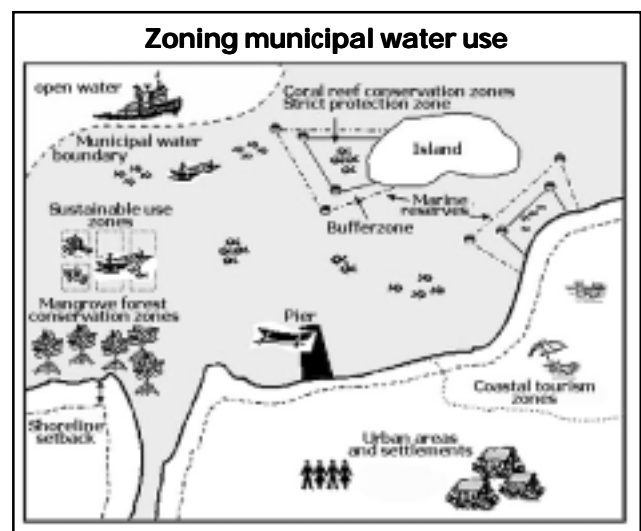 Zoning municipal water use
open water
Coral reef conservation zones
Strict protection zone
Municipal water
boundary
Island
Sustainable use
zones
Marine
reserves
Bufferzone
Mangrove forest
conservation zones
Pier
Coastal tourism
zones
Shoreline
setback
Urban areas
and settlements